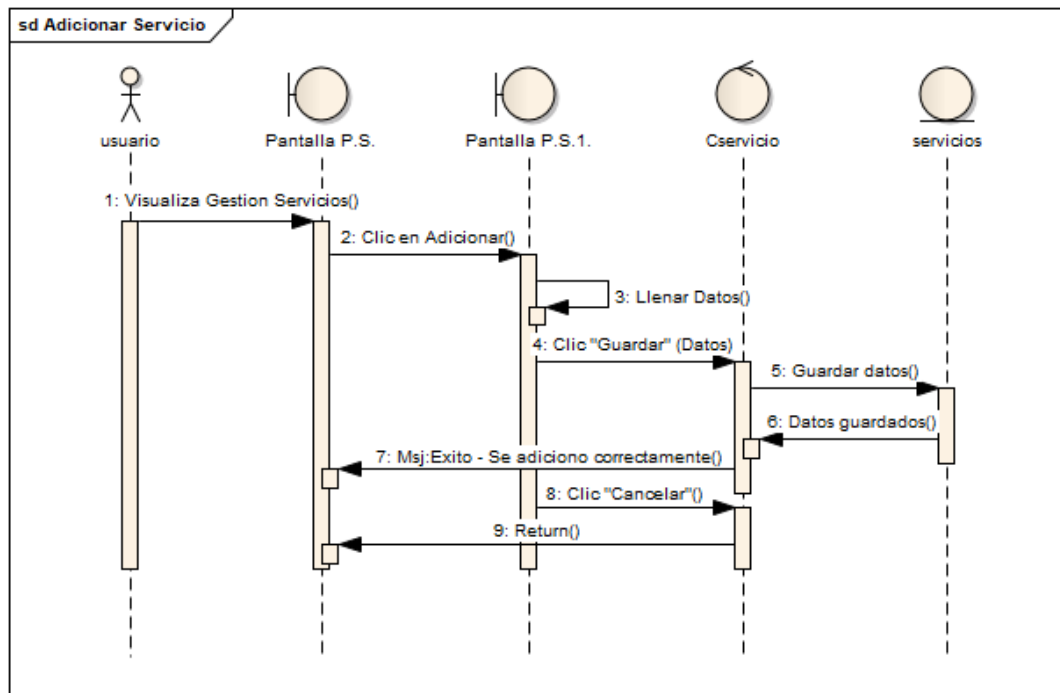 sd Adicionar Servicio
usuario
Pantalla P.S.
Pantalla P.S.1.
Cservicio
servicios
1: Visualiza Gestion Servicios()
2: Clic en Adicionar()
3: Llenar Datos()
4: Clic "Guardar" (Datos)
5: Guardar datos()
6: Datos guardados()
7: Msj:Exito - Se adiciono correctamente()
8: Clic "Cancelar"()
9: Return()